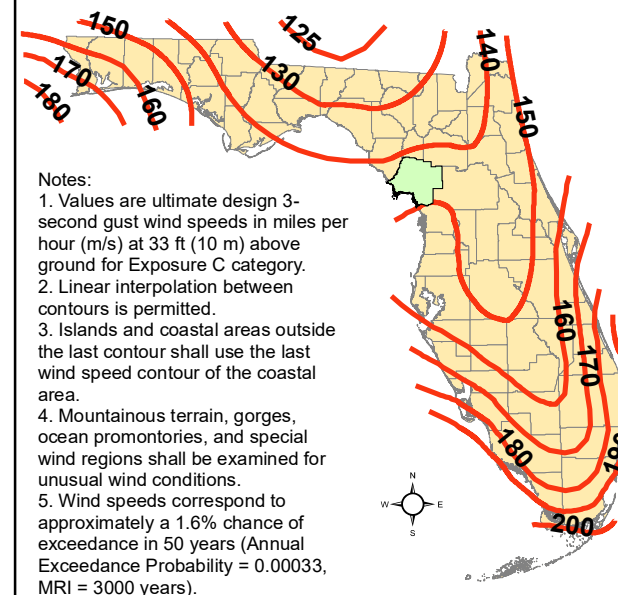 150
125
140
170
130
180
160
150
Notes:
1. Values are ultimate design 3-
second gust wind speeds in miles per
hour (m/s) at 33 ft (10 m) above
ground for Exposure C category.
2. Linear interpolation between
contours is permitted.
3. Islands and coastal areas outside
the last contour shall use the last
wind speed contour of the coastal
area.
4. Mountainous terrain, gorges,
ocean promontories, and special
wind regions shall be examined for
unusual wind conditions.
5. Wind speeds correspond to
approximately a 1.6% chance of
exceedance in 50 years (Annual
Exceedance Probability = 0.00033,
MRI = 3000 years).
160
170
180
N
W
E
S
200